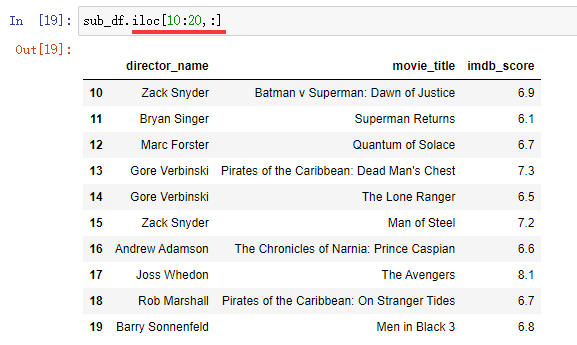 In [19]: sub_df.iloc[10:20,:]
Out[19]:
director_name movie_title imdb_score
10 Zack Snyder Batman v Superman: Dawn of Justice 6.9
11 Bryan Singer Superman Returns 6.1
12 Marc Forster Quantum of Solace 6.7
13 Gore Verbinski Pirates of the Caribbean: Dead Man's Chest 7.3
14 Gore Verbinski The Lone Ranger 6.5
15 Zack Snyder Man of Steel 7.2
16 Andrew Adamson The Chronicles of Narnia: Prince Caspian 6.6
17 Joss Whedon The Avengers 8.1
18 Rob Marshall Pirates of the Caribbean: On Stranger Tides 6.7
19 Barry Sonnenfeld Men in Black 3 6.8